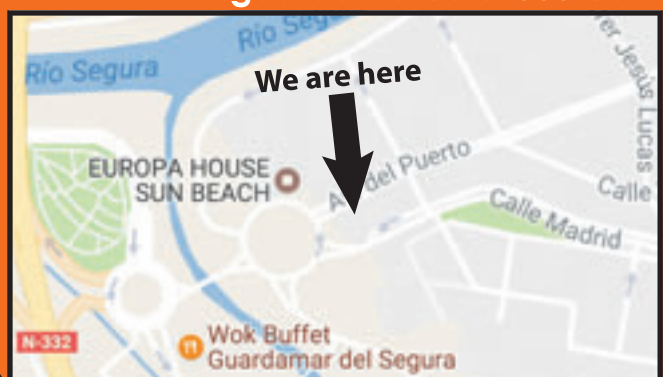 Río Segura
Río Seg
We are here
EUROPA HOUSE
SUN BEACH
del Puerto
Jesús Lucas
Calle
Calle Madrid
N-332
Wok Buffet
Guardamar del Segura